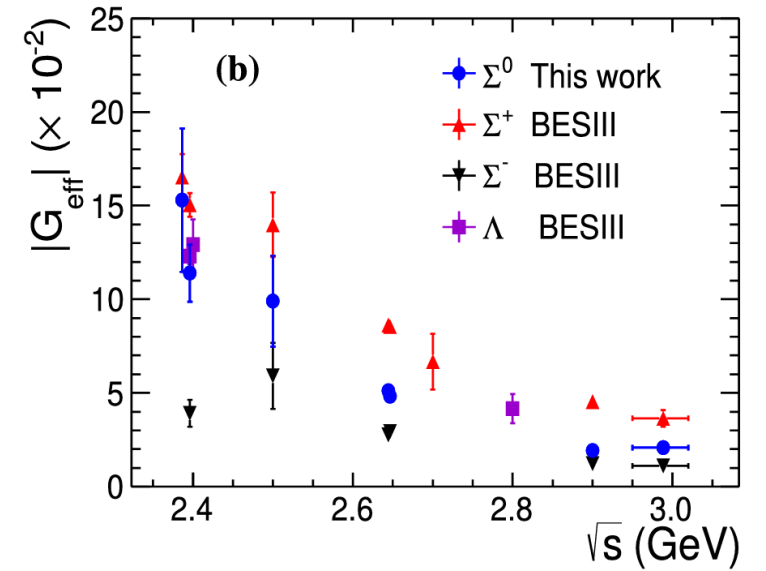 |G_eff| (× 10^-2)
25
20
15
10
5
0
(b)
Σ^0 This work
Σ^+ BESIII
Σ^- BESIII
Λ BESIII
2.4 2.6 2.8 3.0
√s (GeV)